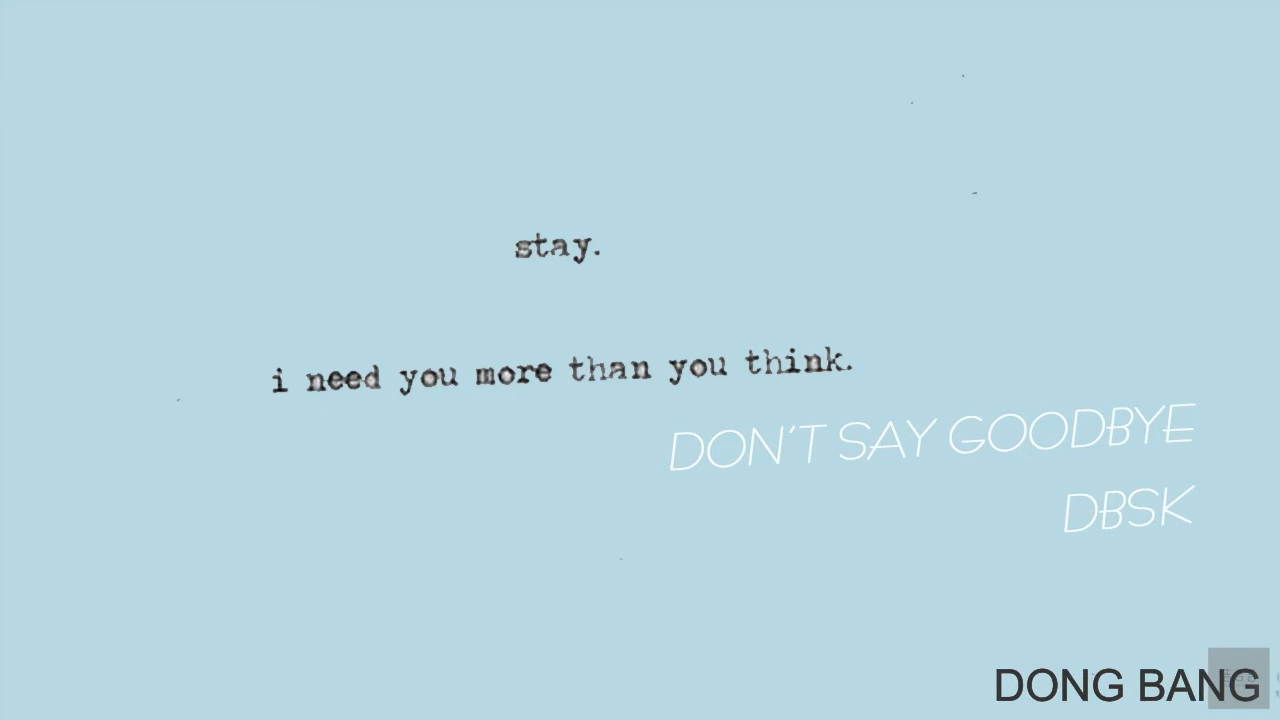 stay.
i need you more than you think.
DON'T SAY GOODBYE
DBSK
DONG BANG